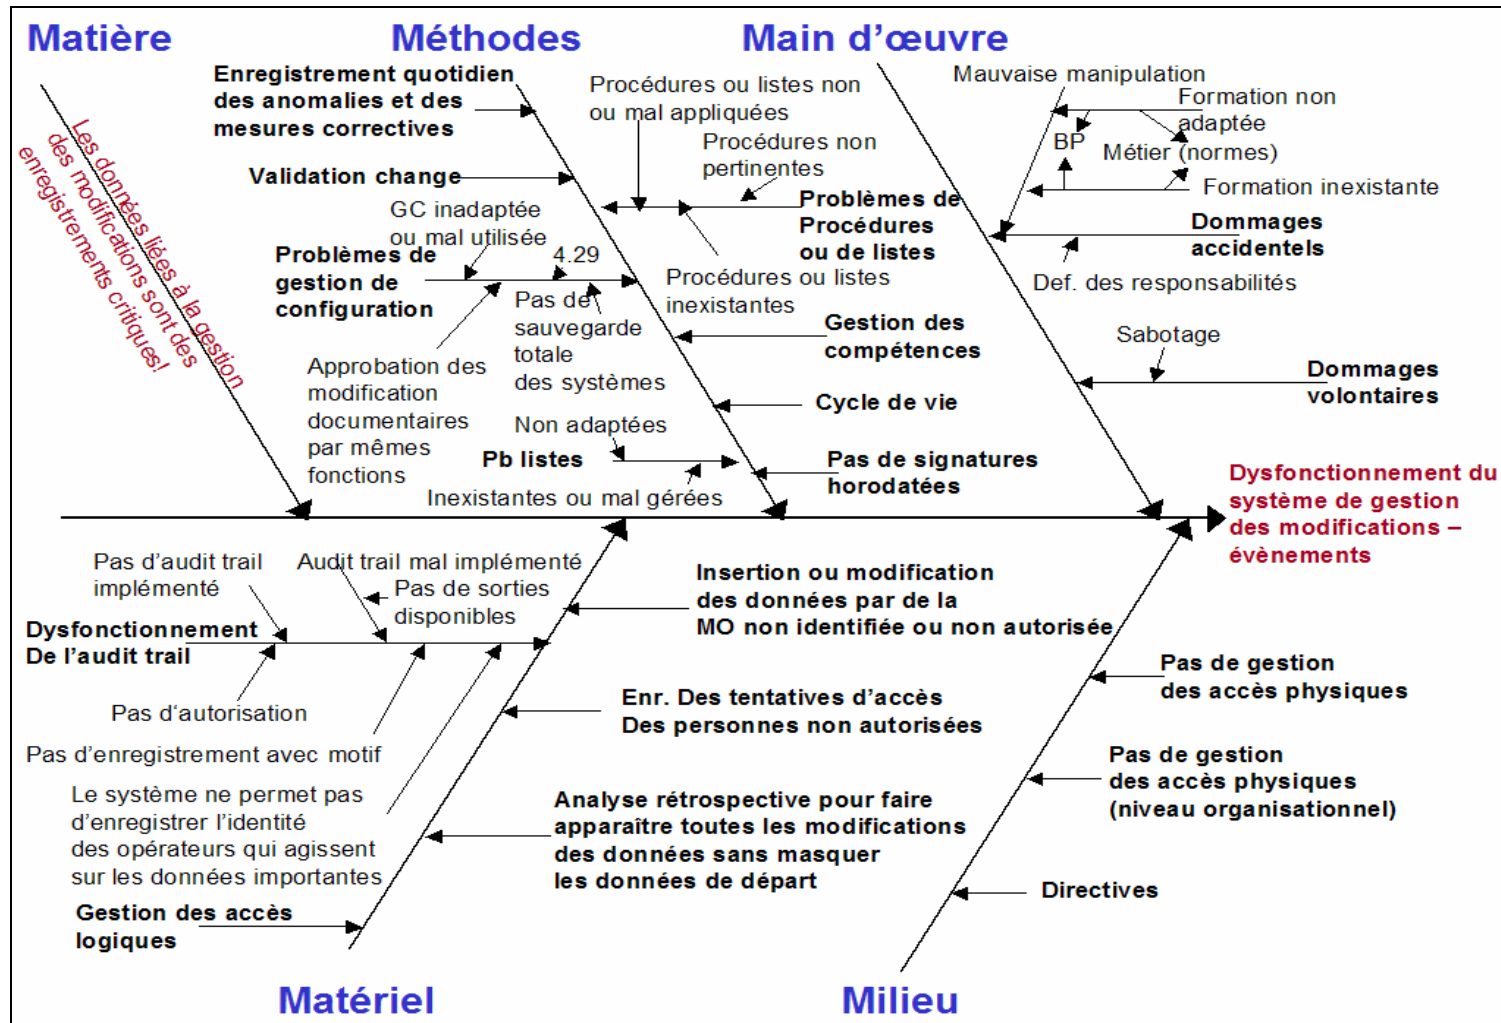 Matière
Méthodes
Main d'œuvre
Les données liées à la gestion
des modifications sont des
enregistrements critiques!
Enregistrement quotidien
des anomalies et des
mesures correctives
Validation change
GC inadaptée
ou mal utilisée
Problèmes de
gestion de
configuration
4.29
Pas de
sauvegarde
totale
des systèmes
Approbation des
modification
documentaires
par mêmes
fonctions
Non adaptées
Pb listes
Inexistantes ou mal gérées
Procédures ou listes non
ou mal appliquées
Procédures non
pertinentes
Problèmes de
Procédures
ou de listes
Procédures ou listes
inexistantes
Gestion des
compétences
Cycle de vie
Pas de signatures
horodatées
Mauvaise manipulation
Formation non
adaptée
BP
Métier (normes)
Formation inexistante
Dommages
accidentels
Def. des responsabilités
Sabotage
Dommages
volontaires
Dysfonctionnement du
système de gestion
des modifications –
évènements
Pas d'audit trail
implémenté
Audit trail mal implémenté
Pas de sorties
disponibles
Dysfonctionnement
De l'audit trail
Pas d'autorisation
Pas d'enregistrement avec motif
Le système ne permet pas
d'enregistrer l'identité
des opérateurs qui agissent
sur les données importantes
Gestion des accès
logiques
Insertion ou modification
des données par de la
MO non identifiée ou non autorisée
Enr. Des tentatives d'accès
Des personnes non autorisées
Analyse rétrospective pour faire
apparaître toutes les modifications
des données sans masquer
les données de départ
Pas de gestion
des accès physiques
Pas de gestion
des accès physiques
(niveau organisationnel)
Directives
Matériel
Milieu